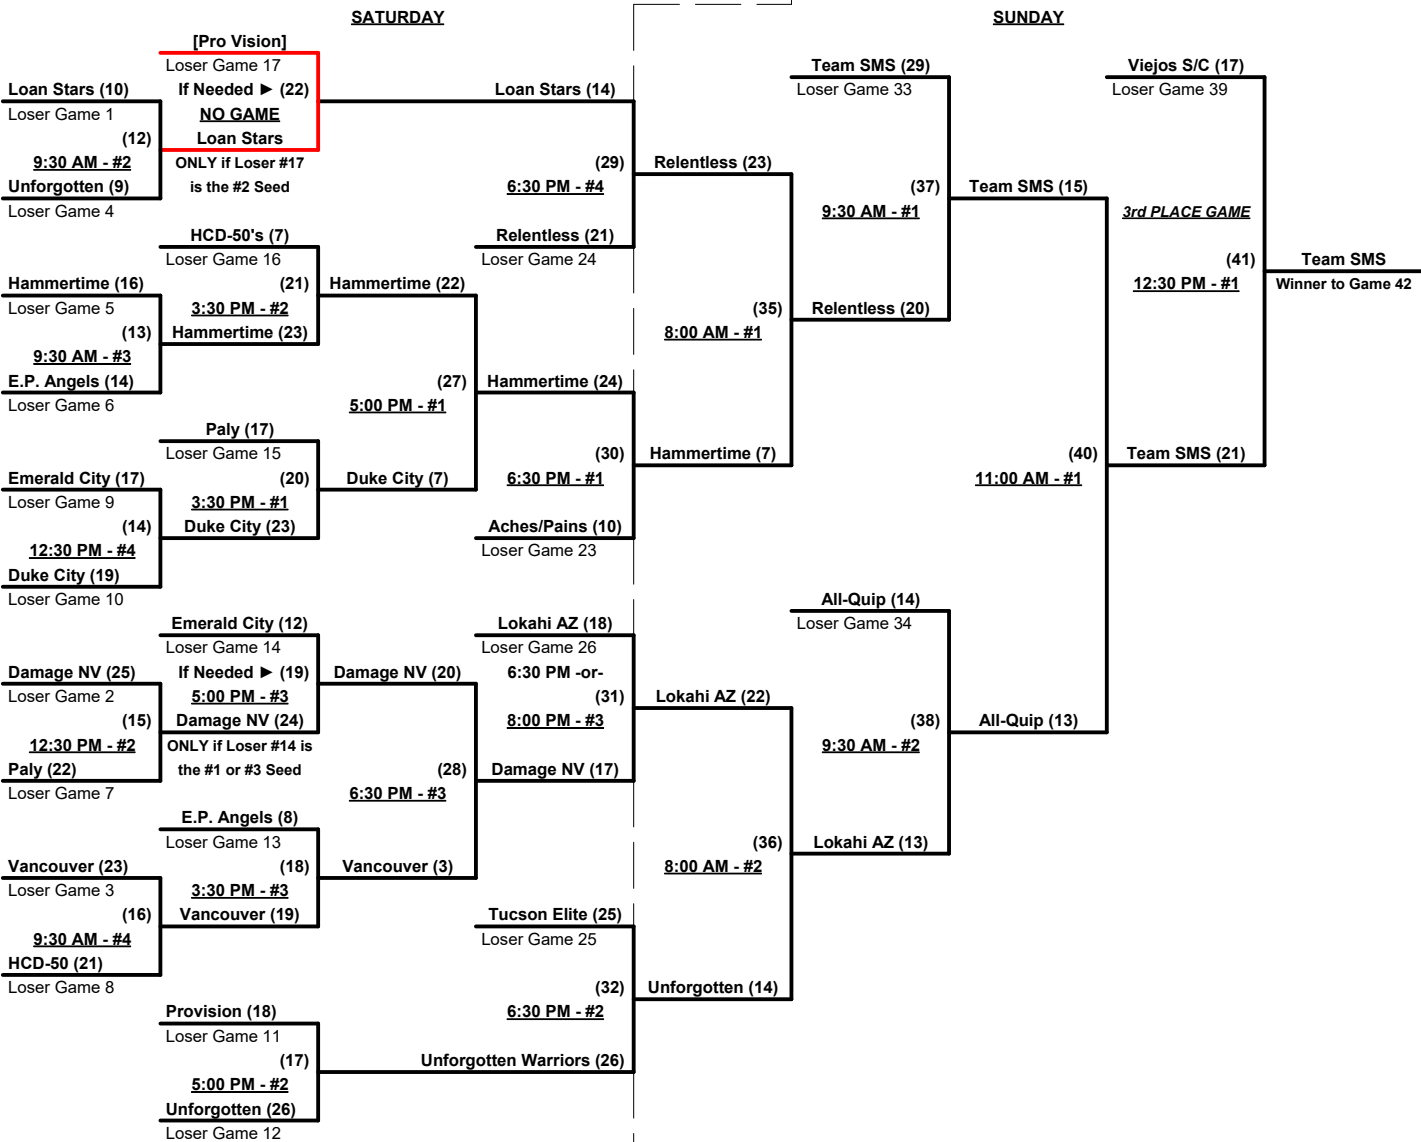 SATURDAY
SUNDAY
[Pro Vision]
Loser Game 17
Loan Stars (10)
If Needed ► (22)
Loan Stars (14)
Loser Game 1
NO GAME
(12)
Loan Stars
9:30 AM - #2
ONLY if Loser #17
Unforgotten (9)
is the #2 Seed
Loser Game 4
(29)
6:30 PM - #4
HCD-50's (7)
Relentless (21)
Loser Game 16
Loser Game 24
Hammertime (16)
(21)
Hammertime (22)
Loser Game 5
3:30 PM - #2
(13)
Hammertime (23)
9:30 AM - #3
E.P. Angels (14)
(27)
Hammertime (24)
Loser Game 6
5:00 PM - #1
Paly (17)
Loser Game 15
(30)
Emerald City (17)
(20)
Duke City (7)
6:30 PM - #1
Loser Game 9
3:30 PM - #1
(14)
Duke City (23)
Aches/Pains (10)
12:30 PM - #4
Loser Game 23
Duke City (19)
Loser Game 10
Emerald City (12)
Lokahi AZ (18)
Loser Game 14
Loser Game 26
Damage NV (25)
If Needed ► (19)
Damage NV (20)
6:30 PM -or-
Loser Game 2
5:00 PM - #3
(31)
(15)
Damage NV (24)
8:00 PM - #3
12:30 PM - #2
ONLY if Loser #14 is
Paly (22)
the #1 or #3 Seed
(28)
Damage NV (17)
Loser Game 7
6:30 PM - #3
E.P. Angels (8)
Loser Game 13
Vancouver (23)
(18)
Vancouver (3)
Loser Game 3
3:30 PM - #3
(16)
Vancouver (19)
Tucson Elite (25)
9:30 AM - #4
Loser Game 25
HCD-50 (21)
Loser Game 8
(32)
Provision (18)
6:30 PM - #2
Loser Game 11
(17)
Unforgotten Warriors (26)
5:00 PM - #2
Unforgotten (26)
Loser Game 12
Team SMS (29)
Viejos S/C (17)
Loser Game 33
Loser Game 39
Relentless (23)
(37)
Team SMS (15)
9:30 AM - #1
3rd PLACE GAME
(41)
Team SMS
12:30 PM - #1
Winner to Game 42
(35)
Relentless (20)
8:00 AM - #1
Hammertime (7)
(40)
Team SMS (21)
11:00 AM - #1
All-Quip (14)
Loser Game 34
Lokahi AZ (22)
(38)
All-Quip (13)
9:30 AM - #2
(36)
Lokahi AZ (13)
8:00 AM - #2
Unforgotten (14)